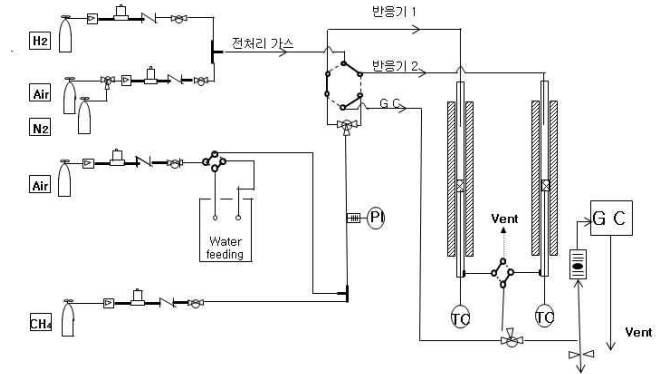 반응기 1
H2
전처리 가스
반응기 2
Air
G C
N2
Air
Water
feeding
PI
Vent
G C
CH₄
TC
TC
Vent